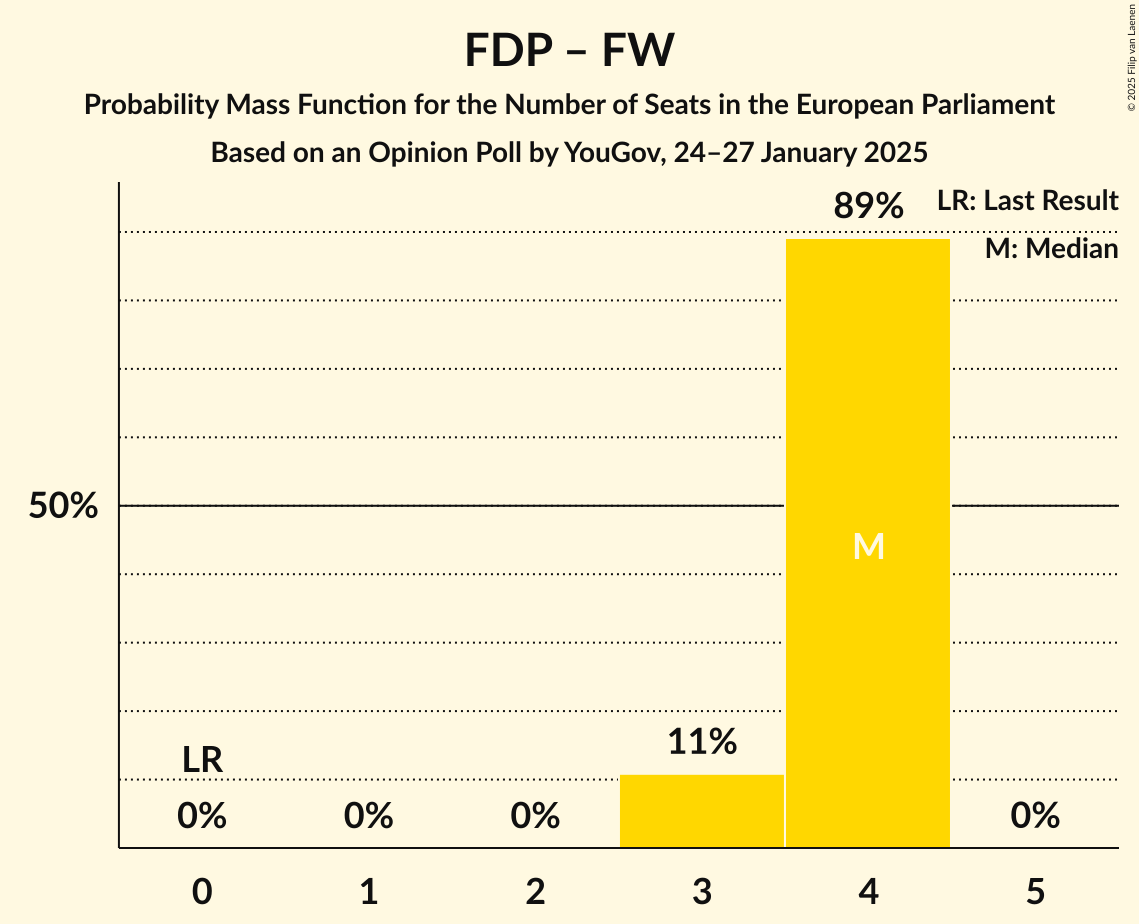 FDP – FW
Probability Mass Function for the Number of Seats in the European Parliament
Based on an Opinion Poll by YouGov, 24–27 January 2025
© 2025 Filip van Laenen
LR: Last Result
M: Median
89%
50%
M
11%
LR
0% 0% 0% 0%
0 1 2 3 4 5